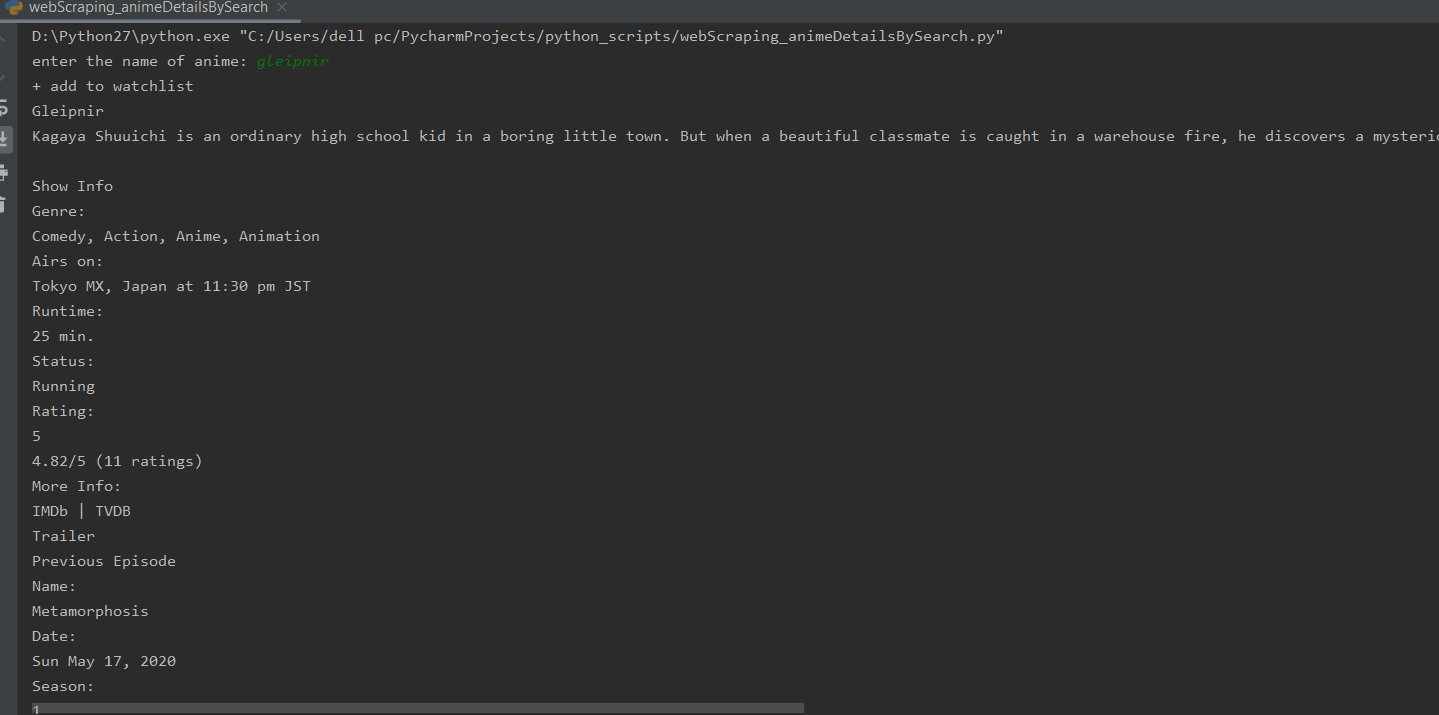 webScraping_animeDetailsBySearch
D:\Python27\python.exe "C:/Users/dell pc/PycharmProjects/python_scripts/webScraping_animeDetailsBySearch.py"
enter the name of anime: gleipnir
+ add to watchlist
Gleipnir
Kagaya Shuuichi is an ordinary high school kid in a boring little town. But when a beautiful classmate is caught in a warehouse fire, he discovers a
Show Info
Genre:
Comedy, Action, Anime, Animation
Airs on:
Tokyo MX, Japan at 11:30 pm JST
Runtime:
25 min.
Status:
Running
Rating:
5
4.82/5 (11 ratings)
More Info:
IMDb | TVDB
Trailer
Previous Episode
Name:
Metamorphosis
Date:
Sun May 17, 2020
Season:
1